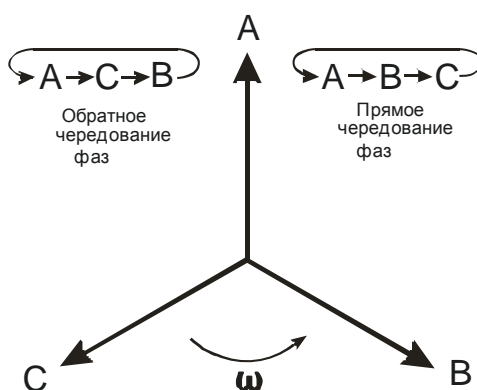 A
A→C→B
A→B→C
Обратное
чередование
фаз
Прямое
чередование
фаз
C
ω
B